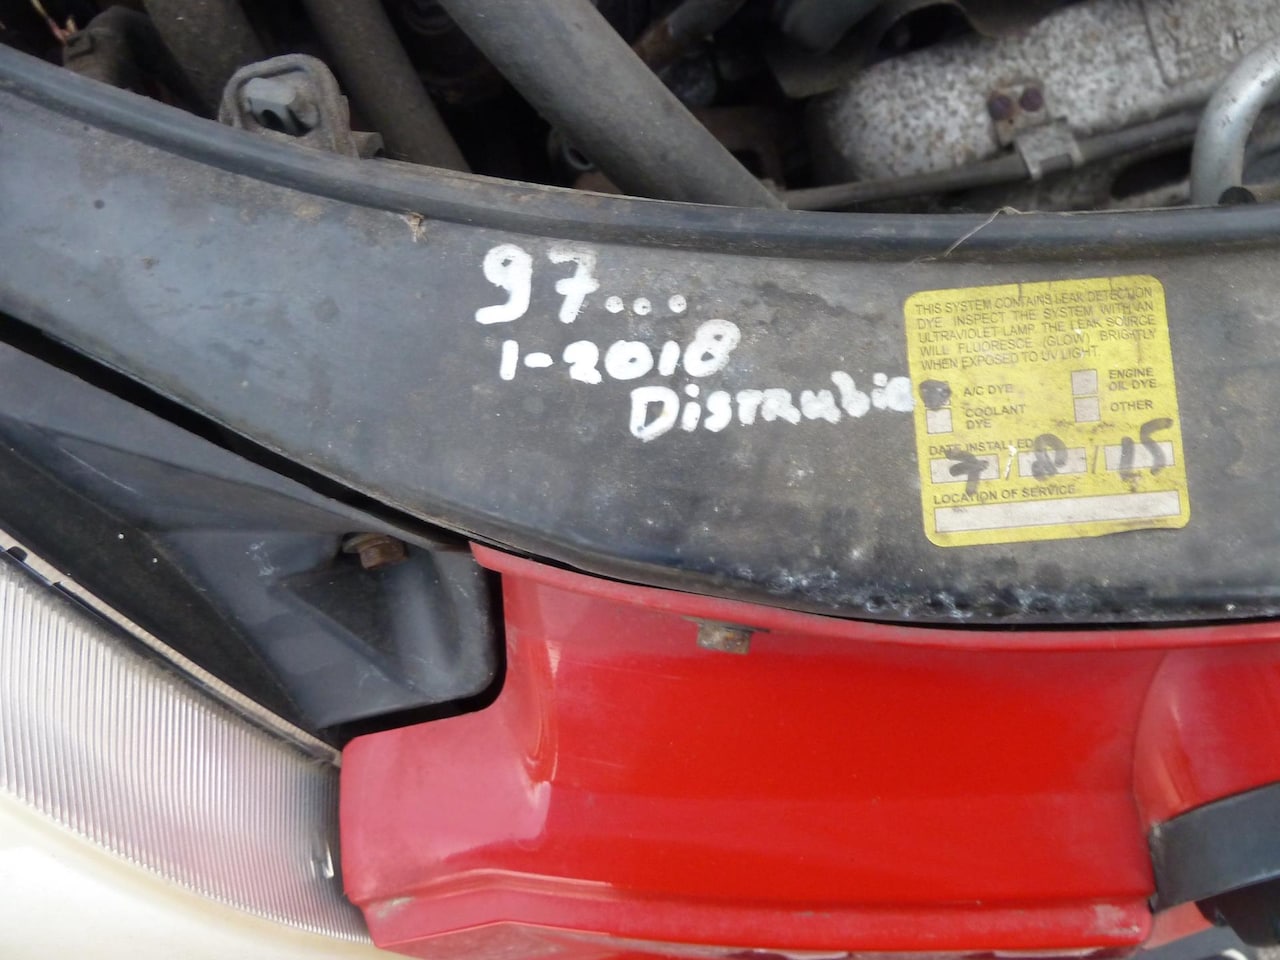 97...
1-2018
Distrubie
THIS SYSTEM CONTAINS LEAK DETECTION
DYE. INSPECT THE SYSTEM WITH AN
ULTRAVIOLET LAMP. THE LEAK SOURCE
WILL FLUORESCE (GLOW) BRIGHTLY
WHEN EXPOSED TO UV LIGHT.
A/C DYE
ENGINE
OIL DYE
COOLANT
DYE
OTHER
DATE INSTALLED
7 / 8 / 15
LOCATION OF SERVICE